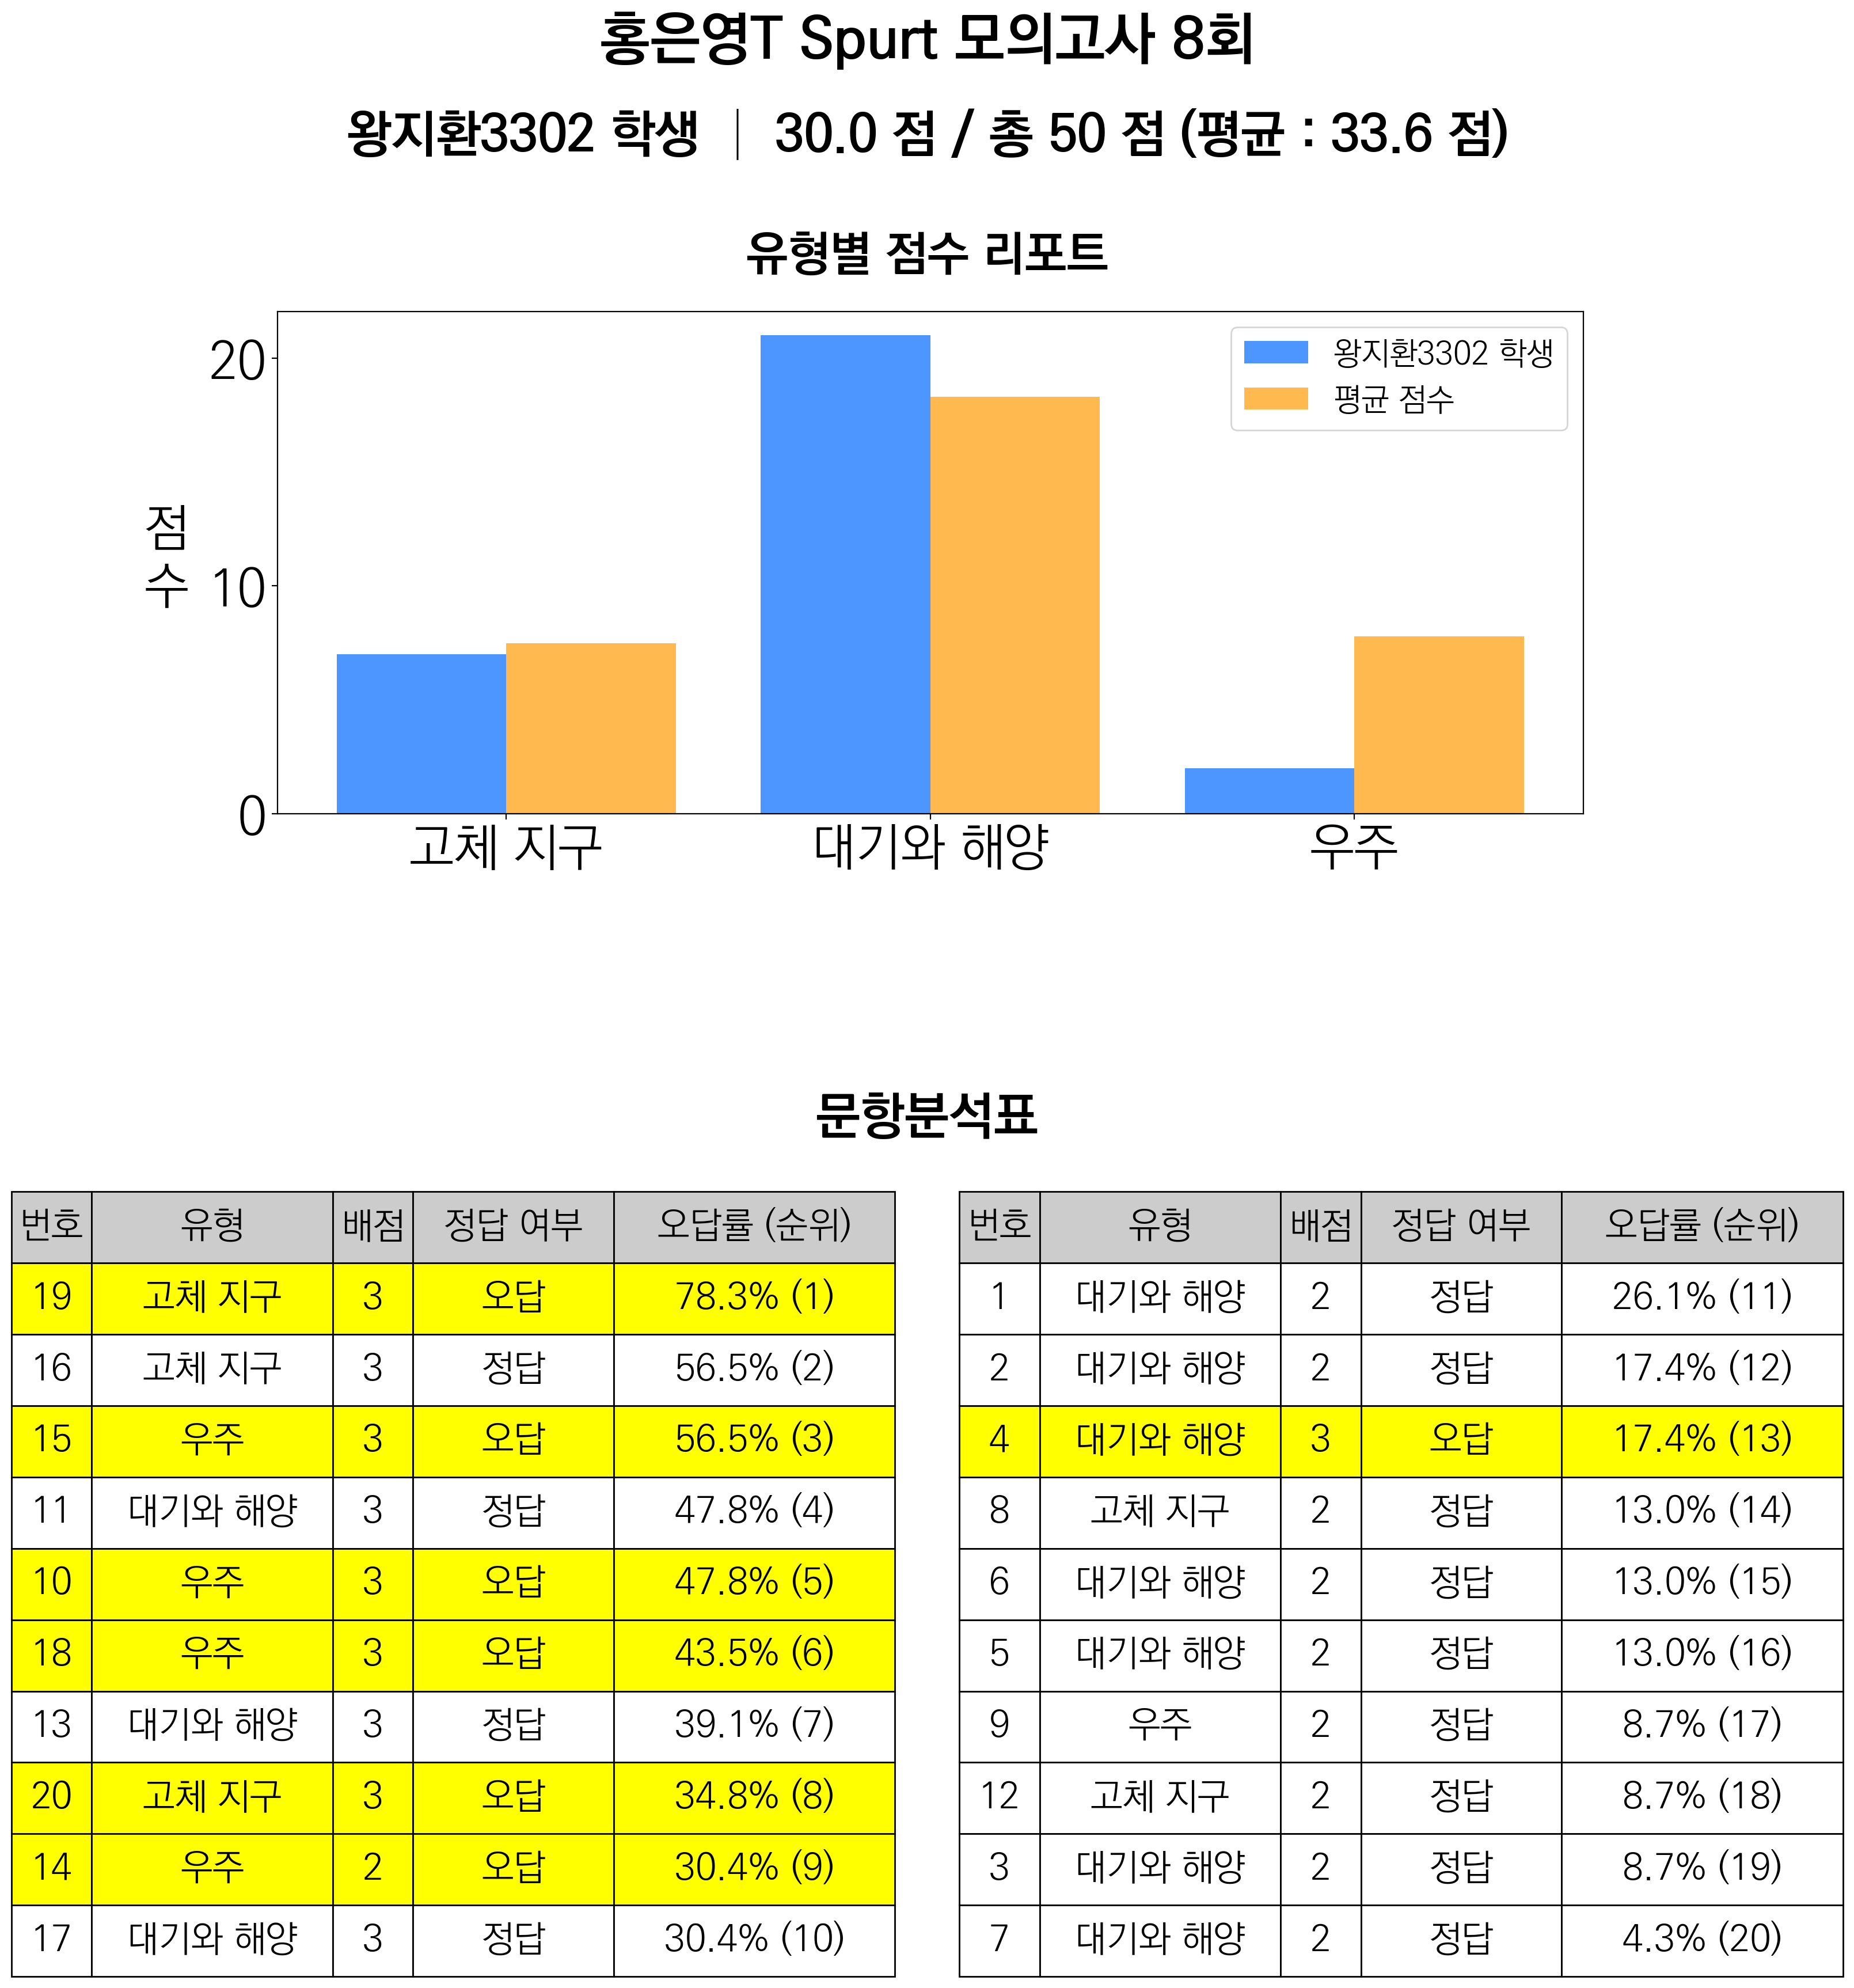 홍은영T Spurt 모의고사 8회
왕지환3302 학생 | 30.0 점 / 총 50 점 (평균 : 33.6 점)
유형별 점수 리포트
왕지환3302 학생
평균 점수
점수
20
10
0
고체 지구 대기와 해양 우주
문항분석표
번호 유형 배점 정답 여부 오답률 (순위)
19 고체 지구 3 오답 78.3% (1)
16 고체 지구 3 정답 56.5% (2)
15 우주 3 오답 56.5% (3)
11 대기와 해양 3 정답 47.8% (4)
10 우주 3 오답 47.8% (5)
18 우주 3 오답 43.5% (6)
13 대기와 해양 3 정답 39.1% (7)
20 고체 지구 3 오답 34.8% (8)
14 우주 2 오답 30.4% (9)
17 대기와 해양 3 정답 30.4% (10)
번호 유형 배점 정답 여부 오답률 (순위)
1 대기와 해양 2 정답 26.1% (11)
2 대기와 해양 2 정답 17.4% (12)
4 대기와 해양 3 오답 17.4% (13)
8 고체 지구 2 정답 13.0% (14)
6 대기와 해양 2 정답 13.0% (15)
5 대기와 해양 2 정답 13.0% (16)
9 우주 2 정답 8.7% (17)
12 고체 지구 2 정답 8.7% (18)
3 대기와 해양 2 정답 8.7% (19)
7 대기와 해양 2 정답 4.3% (20)